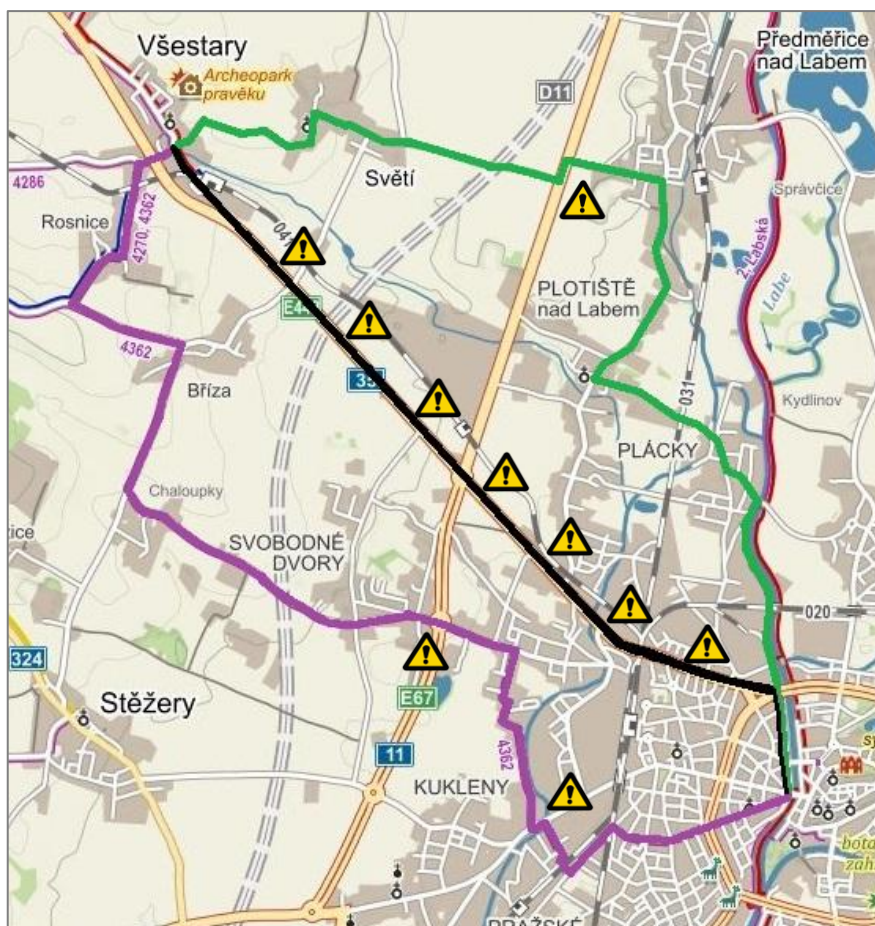 Všestary
Archeopark
pravěku
Předměřice
nad Labem
D11
4286
Světí
Správčice
Rosnice
4270, 4362
041
2, Labská
Labe
PLOTIŠTĚ
nad Labem
E44
4362
35
031
Bříza
Kydlinov
PLÁCKY
Chaloupky
SVOBODNÉ
DVORY
020
324
E67
Stěžery
4362
11
KUKLENY
PRAŽSKÉ